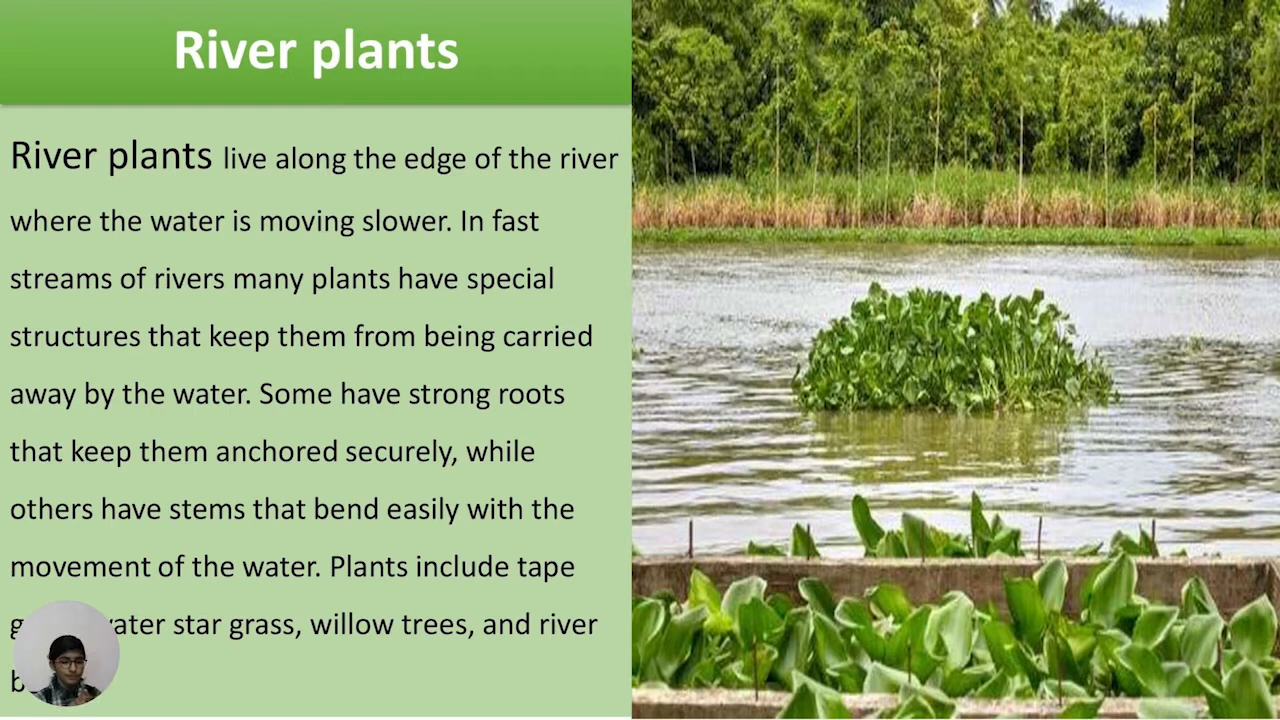 River plants
River plants live along the edge of the river
where the water is moving slower. In fast
streams of rivers many plants have special
structures that keep them from being carried
away by the water. Some have strong roots
that keep them anchored securely, while
others have stems that bend easily with the
movement of the water. Plants include tape
star grass, willow trees, and river